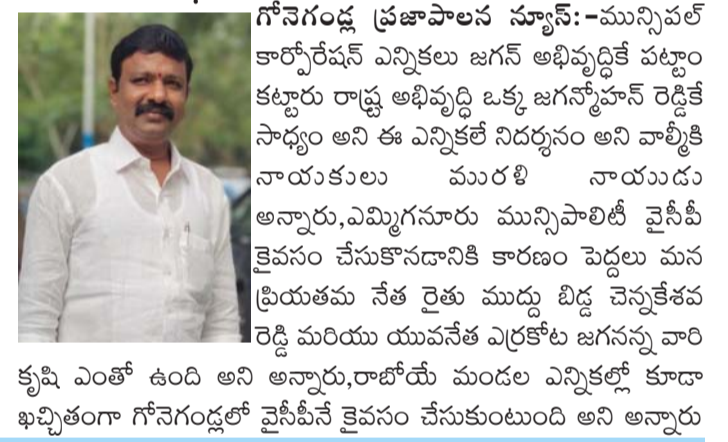 గోనెగండ్ల ప్రజాపాలన న్యూస్:-మున్సిపల్
కార్పోరేషన్ ఎన్నికలు జగన్ అభివృద్ధికే పట్టాం
కట్టారు రాష్ట్ర అభివృద్ధి ఒక్క జగన్మోహన్ రెడ్డికే
సాధ్యం అని ఈ ఎన్నికలే నిదర్శనం అని వాల్మీకి
నాయకులు మురళి నాయుడు
అన్నారు,ఎమ్మిగనూరు మున్సిపాలిటీ వైసీపీ
కైవసం చేసుకొనడానికి కారణం పెద్దలు మన
ప్రియతమ నేత రైతు ముద్దు బిడ్డ చెన్నకేశవ
రెడ్డి మరియు యువనేత ఎర్రకోట జగనన్న వారి
కృషి ఎంతో ఉంది అని అన్నారు,రాబోయే మండల ఎన్నికల్లో కూడా
ఖచ్చితంగా గోనెగండ్లలో వైసీపీనే కైవసం చేసుకుంటుంది అని అన్నారు